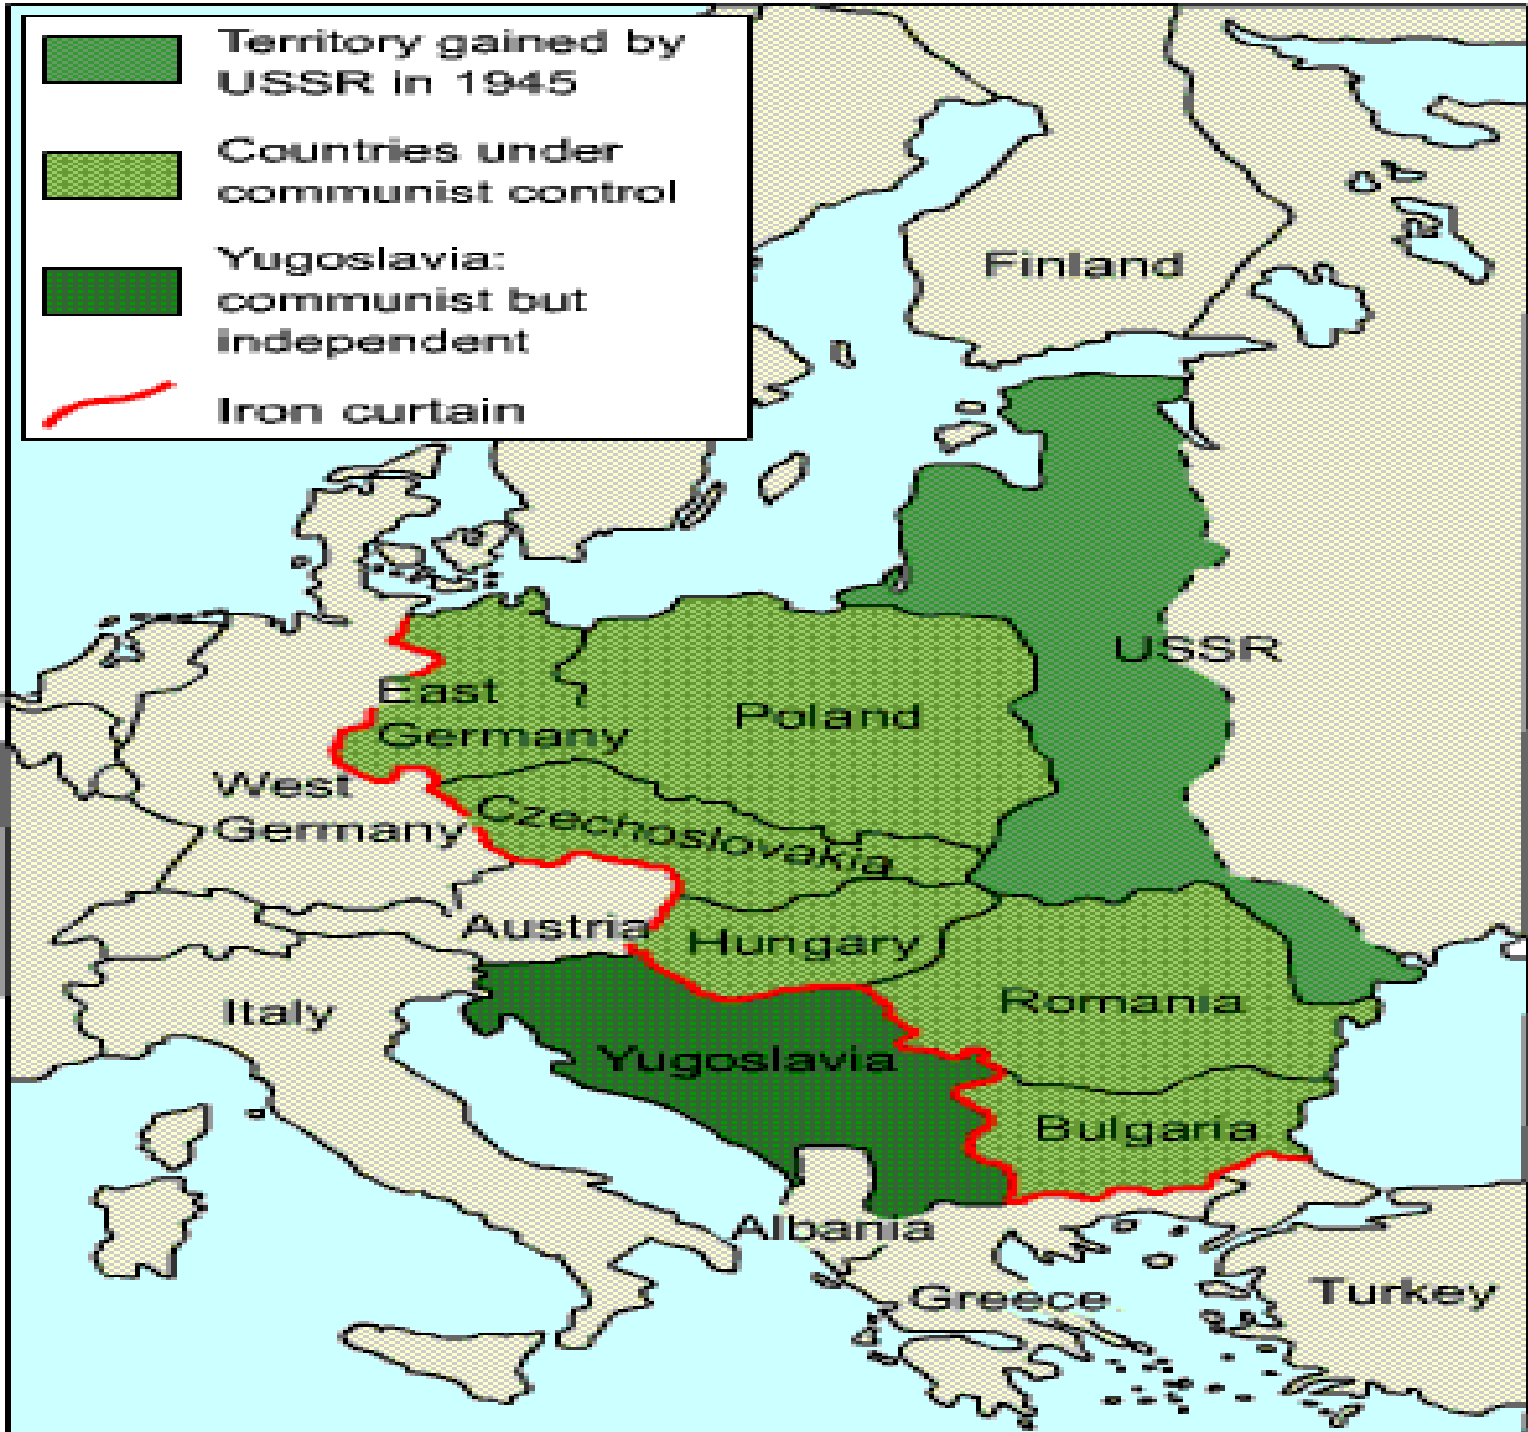 Territory gained by
USSR in 1945
Countries under
communist control
Yugoslavia:
communist but
independent
Iron curtain
Finland
USSR
East
Germany
Poland
West
Germany
Czechoslovakia
Austria
Hungary
Italy
Romania
Yugoslavia
Bulgaria
Albania
Greece
Turkey